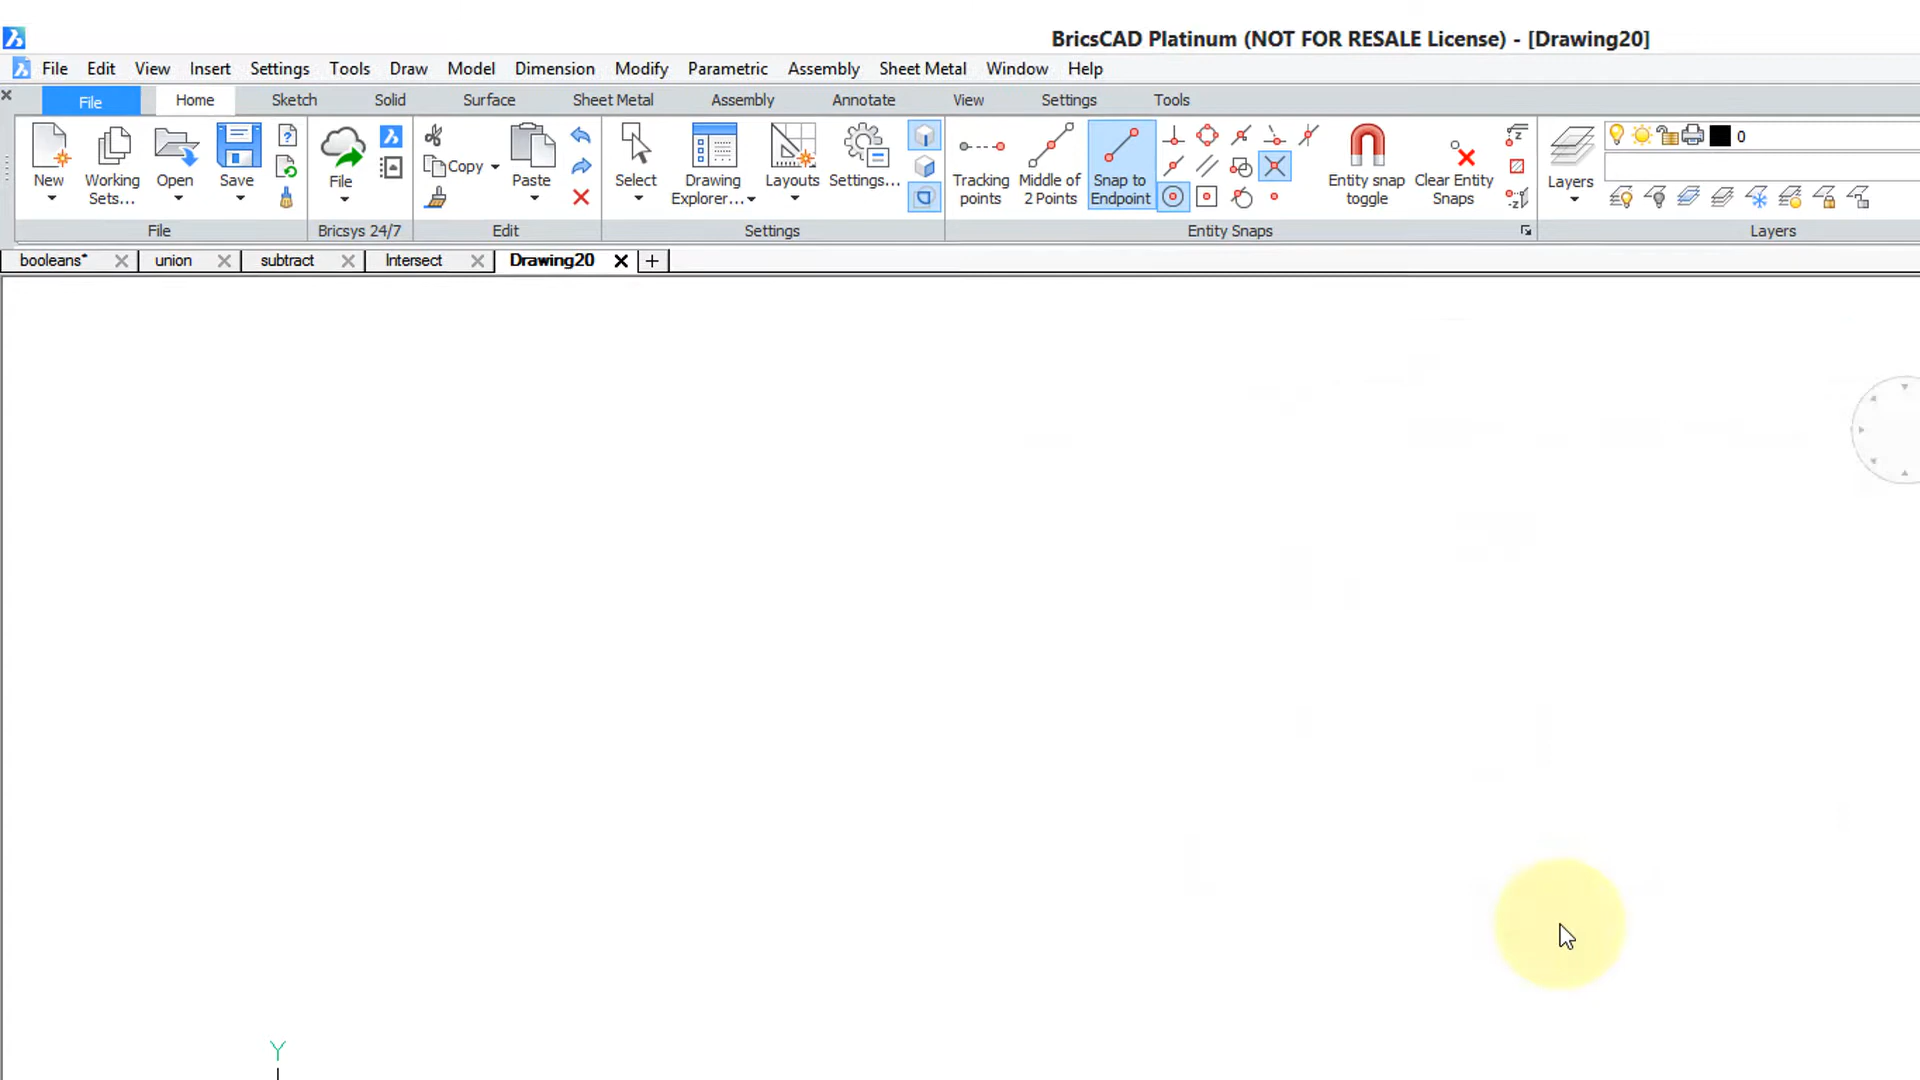 BricsCAD Platinum (NOT FOR RESALE License) - [Drawing20]
File Edit View Insert Settings Tools Draw Model Dimension Modify Parametric Assembly Sheet Metal Window Help
File Home Sketch Solid Surface Sheet Metal Assembly Annotate View Settings Tools
New
Working
Sets...
Open
Save
File
File
Bricsys 24/7
Copy
Paste
Edit
Select
Drawing
Explorer...
Layouts
Settings...
Settings
Tracking
points
Middle of
2 Points
Snap to
Endpoint
Entity snap
toggle
Clear Entity
Snaps
Entity Snaps
Layers
0
Layers
booleans* union subtract Intersect Drawing20
Y